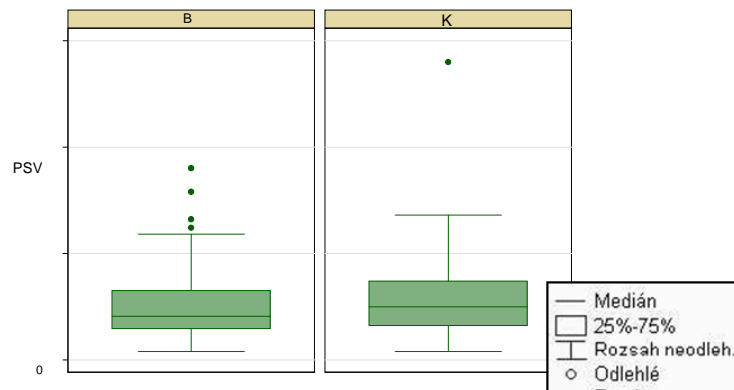 B
K
PSV
0
Medián
25%-75%
Rozsah neodleh.
Odlehlé